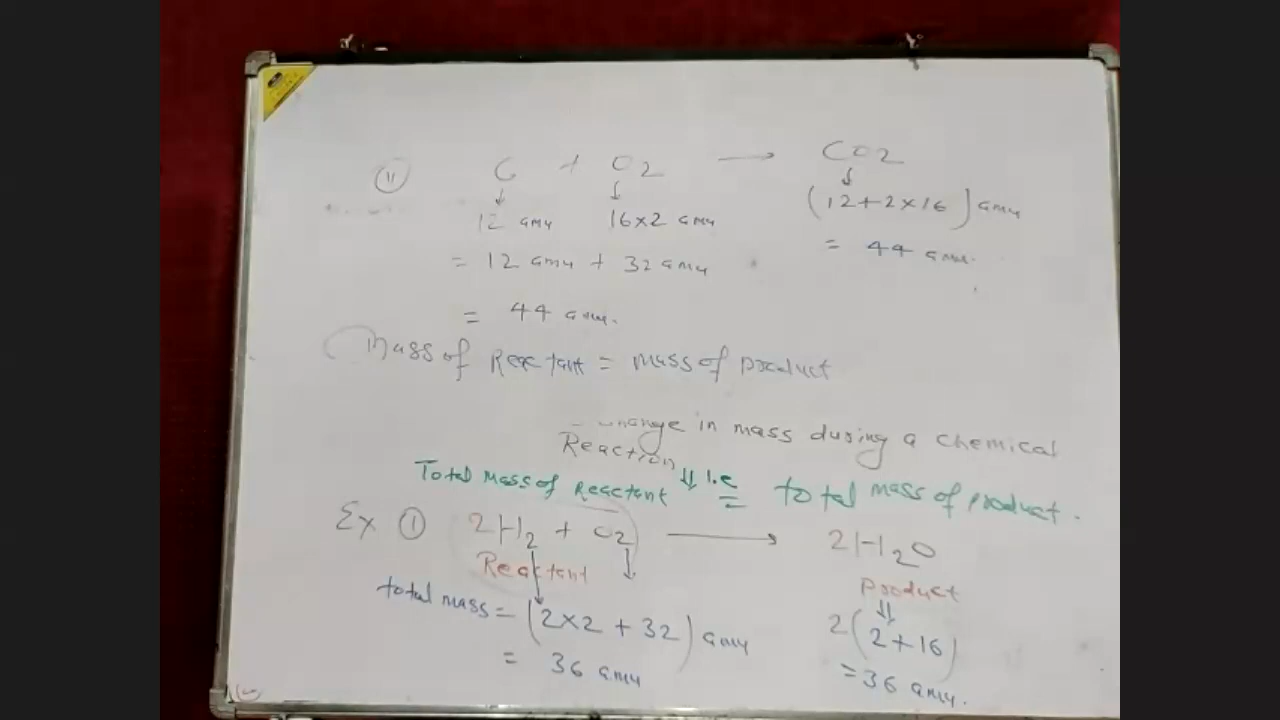 (11) C + O2 → CO2
↓ ↓ ↓
12 amu 16×2 amu (12+2×16) amu
= 12 amu + 32 amu = 44 amu.
= 44 amu.
Mass of Reactant = Mass of product
change in mass during a chemical
Reaction
Total Mass of Reactant ⇓ i.e = total mass of product.
Ex (1) 2H2 + O2 → 2H2O
Reactant Product
total mass = (2×2 + 32) amu 2(2+16)
= 36 amu = 36 amu.